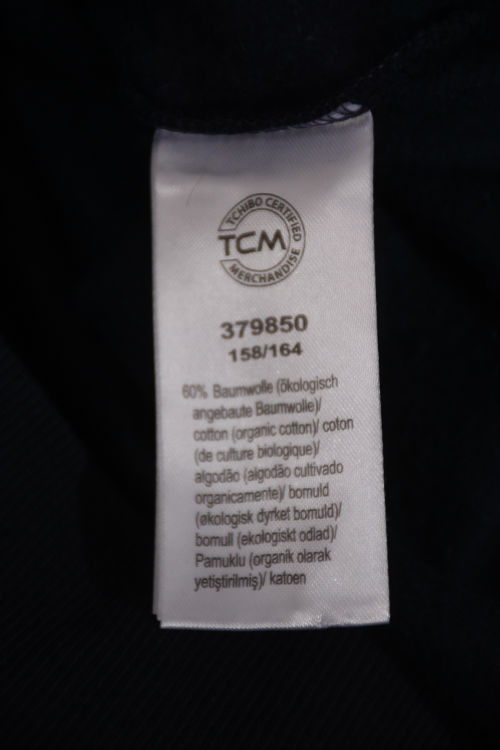 TCHIBO CERTIFIED
TCM
MERCHANDISE
379850
158/164
60% Baumwolle (ökologisch
angebaute Baumwolle)/
cotton (organic cotton)/ coton
(de culture biologique)/
algodão (algodão cultivado
organicamente)/ bomuld
(økologisk dyrket bomuld)/
bomull (ekologiskt odlad)/
Pamuklu (organik olarak
yetiştirilmiş)/ katoen